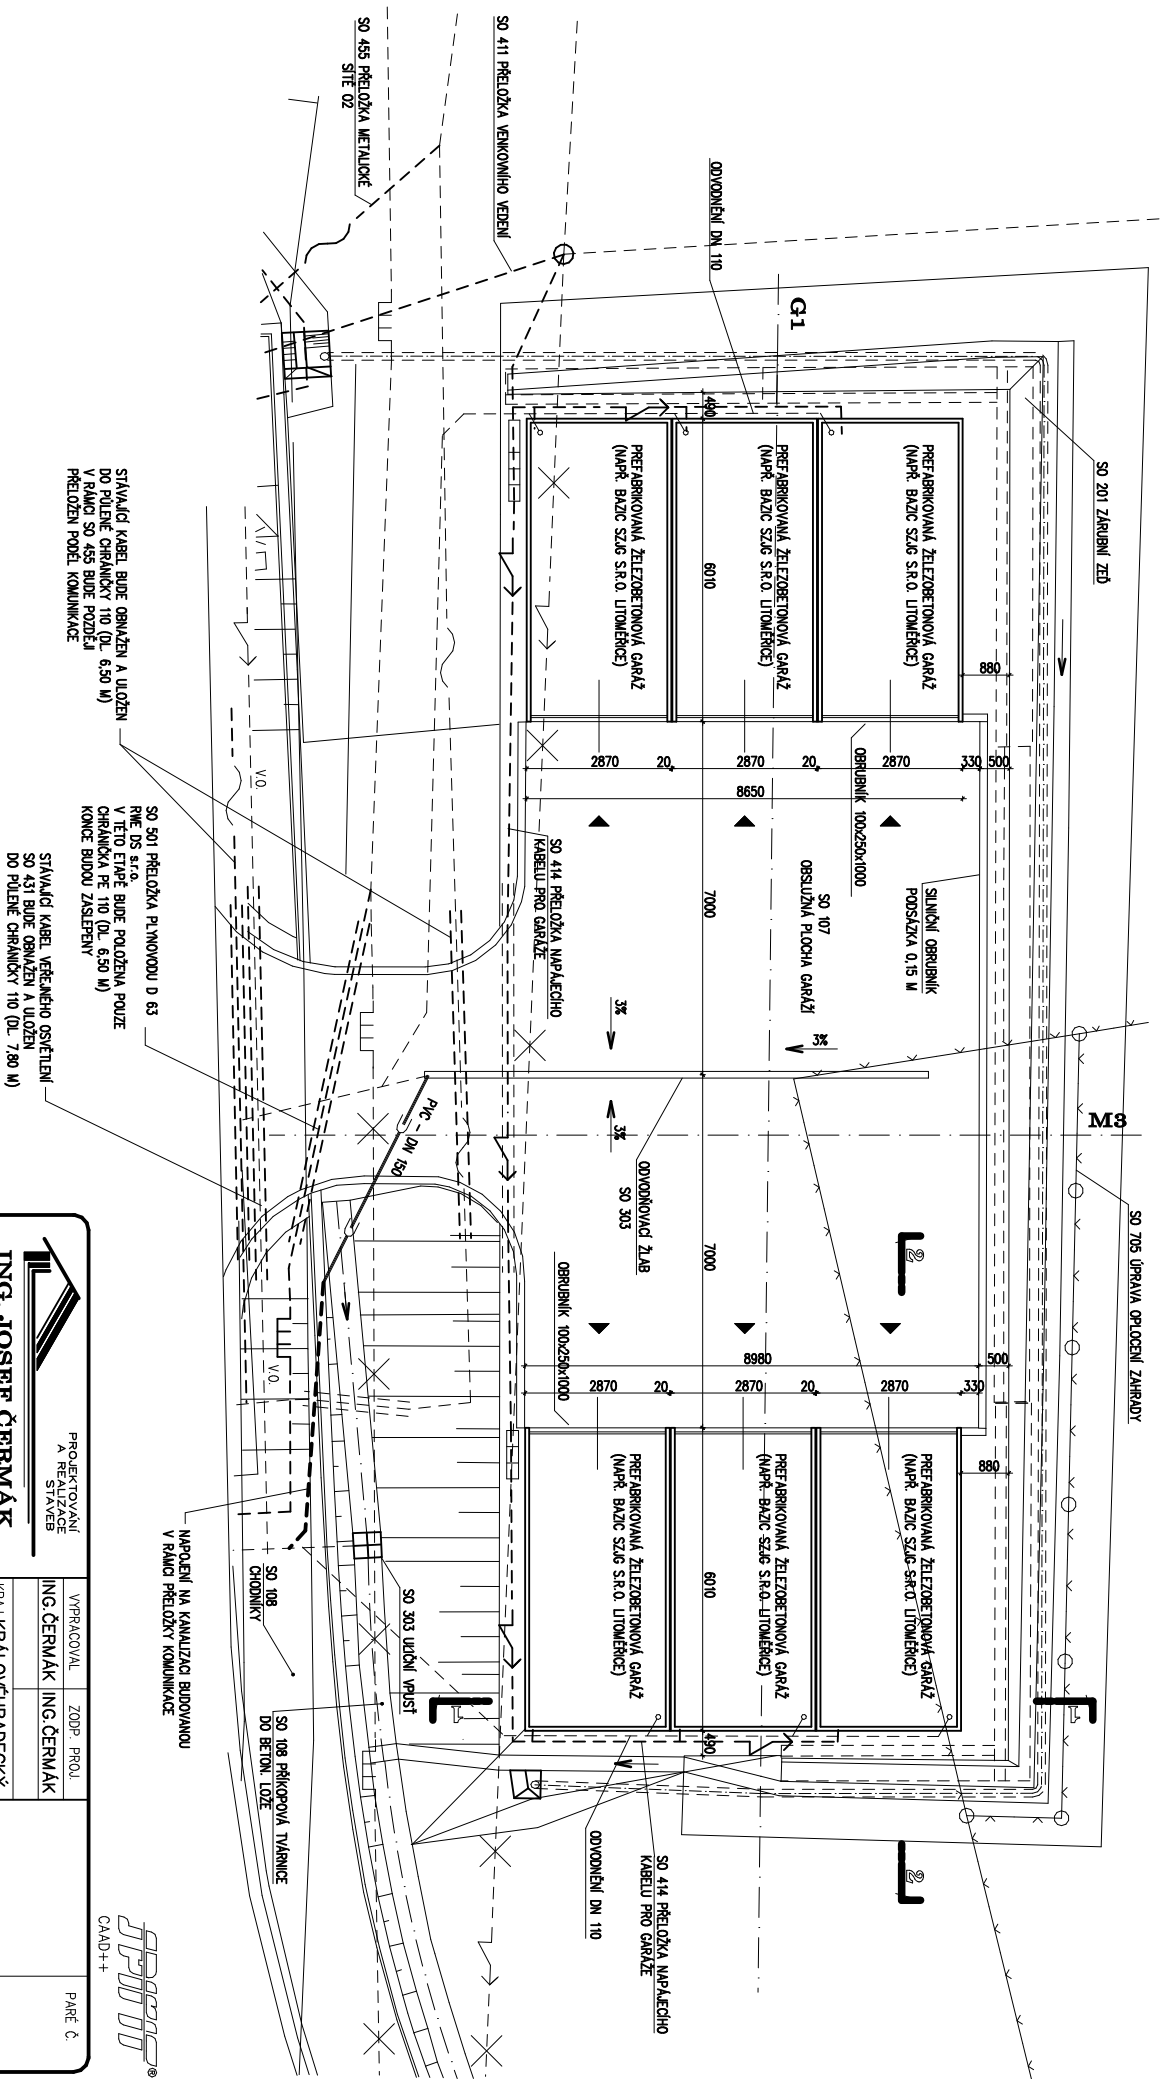 SO 455 PŘELOŽKA METALICKÉ
SÍTĚ O2
SO 411 PŘELOŽKA VENKOVNÍHO VEDENÍ
ODVODNĚNÍ DN 110
G1
SO 201 ZÁRUBNÍ ZEĎ
490
6010
880
PREFABRIKOVANÁ ŽELEZOBETONOVÁ GARÁŽ
(NAPŘ. BAZIC SZJG S.R.O. LITOMĚŘICE)
PREFABRIKOVANÁ ŽELEZOBETONOVÁ GARÁŽ
(NAPŘ. BAZIC SZJG S.R.O. LITOMĚŘICE)
PREFABRIKOVANÁ ŽELEZOBETONOVÁ GARÁŽ
(NAPŘ. BAZIC SZJG S.R.O. LITOMĚŘICE)
2870
20
2870
20
2870
330
500
8650
OBRUBNÍK 100x250x1000
SILNIČNÍ OBRUBNÍK
PODSÁZKA 0,15 M
SO 107
OBSLUŽNÁ PLOCHA GARÁŽÍ
7000
SO 414 PŘELOŽKA NAPÁJECÍHO
KABELU PRO GARÁŽE
3%
3%
3%
M3
SO 705 ÚPRAVA OPLOCENÍ ZAHRADY
ODVODŇOVACÍ ŽLAB
SO 303
PVC - DN 150
7000
2
OBRUBNÍK 100x250x1000
8980
500
2870
20
2870
20
2870
330
880
PREFABRIKOVANÁ ŽELEZOBETONOVÁ GARÁŽ
(NAPŘ. BAZIC SZJG S.R.O. LITOMĚŘICE)
PREFABRIKOVANÁ ŽELEZOBETONOVÁ GARÁŽ
(NAPŘ. BAZIC SZJG S.R.O. LITOMĚŘICE)
PREFABRIKOVANÁ ŽELEZOBETONOVÁ GARÁŽ
(NAPŘ. BAZIC SZJG S.R.O. LITOMĚŘICE)
6010
490
1
1
2
ODVODNĚNÍ DN 110
SO 414 PŘELOŽKA NAPÁJECÍHO
KABELU PRO GARÁŽE
SO 303 ULIČNÍ VPUSŤ
SO 108 PŘÍKOPOVÁ TVÁRNICE
DO BETON. LOŽE
SO 108
CHODNÍKY
NAPOJENÍ NA KANALIZACI BUDOVANOU
V RÁMCI PŘELOŽKY KOMUNIKACE
V.O.
V.O.
STÁVAJÍCÍ KABEL BUDE OBNAŽEN A ULOŽEN
DO PŮLENÉ CHRÁNIČKY 110 (DL. 6,50 M)
V RÁMCI SO 455 BUDE POZDĚJI
PŘELOŽEN PODÉL KOMUNIKACE
SO 501 PŘELOŽKA PLYNOVODU D 63
RWE DS s.r.o.
V TÉTO ETAPĚ BUDE POLOŽENA POUZE
CHRÁNIČKA PE 110 (DL. 6,50 M)
KONCE BUDOU ZASLEPENY
STÁVAJÍCÍ KABEL VEŘEJNÉHO OSVĚTLENÍ
SO 431 BUDE OBNAŽEN A ULOŽEN
DO PŮLENÉ CHRÁNIČKY 110 (DL. 7,80 M)
PROJEKTOVÁNÍ
A REALIZACE
STAVEB
ING. JOSEF ČERMÁK
VYPRACOVAL
ZODP. PROJ.
ING.ČERMÁK
ING.ČERMÁK
PARÉ Č.
SPIRIT®
CAAD++